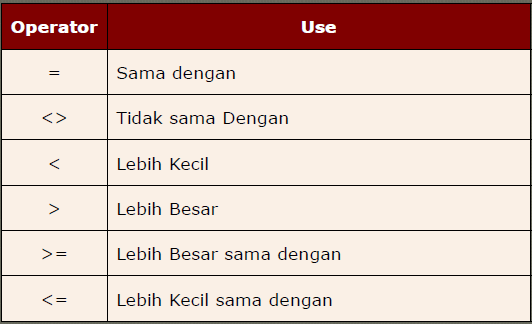 Operator Use
= Sama dengan
<> Tidak sama Dengan
< Lebih Kecil
> Lebih Besar
>= Lebih Besar sama dengan
<= Lebih Kecil sama dengan